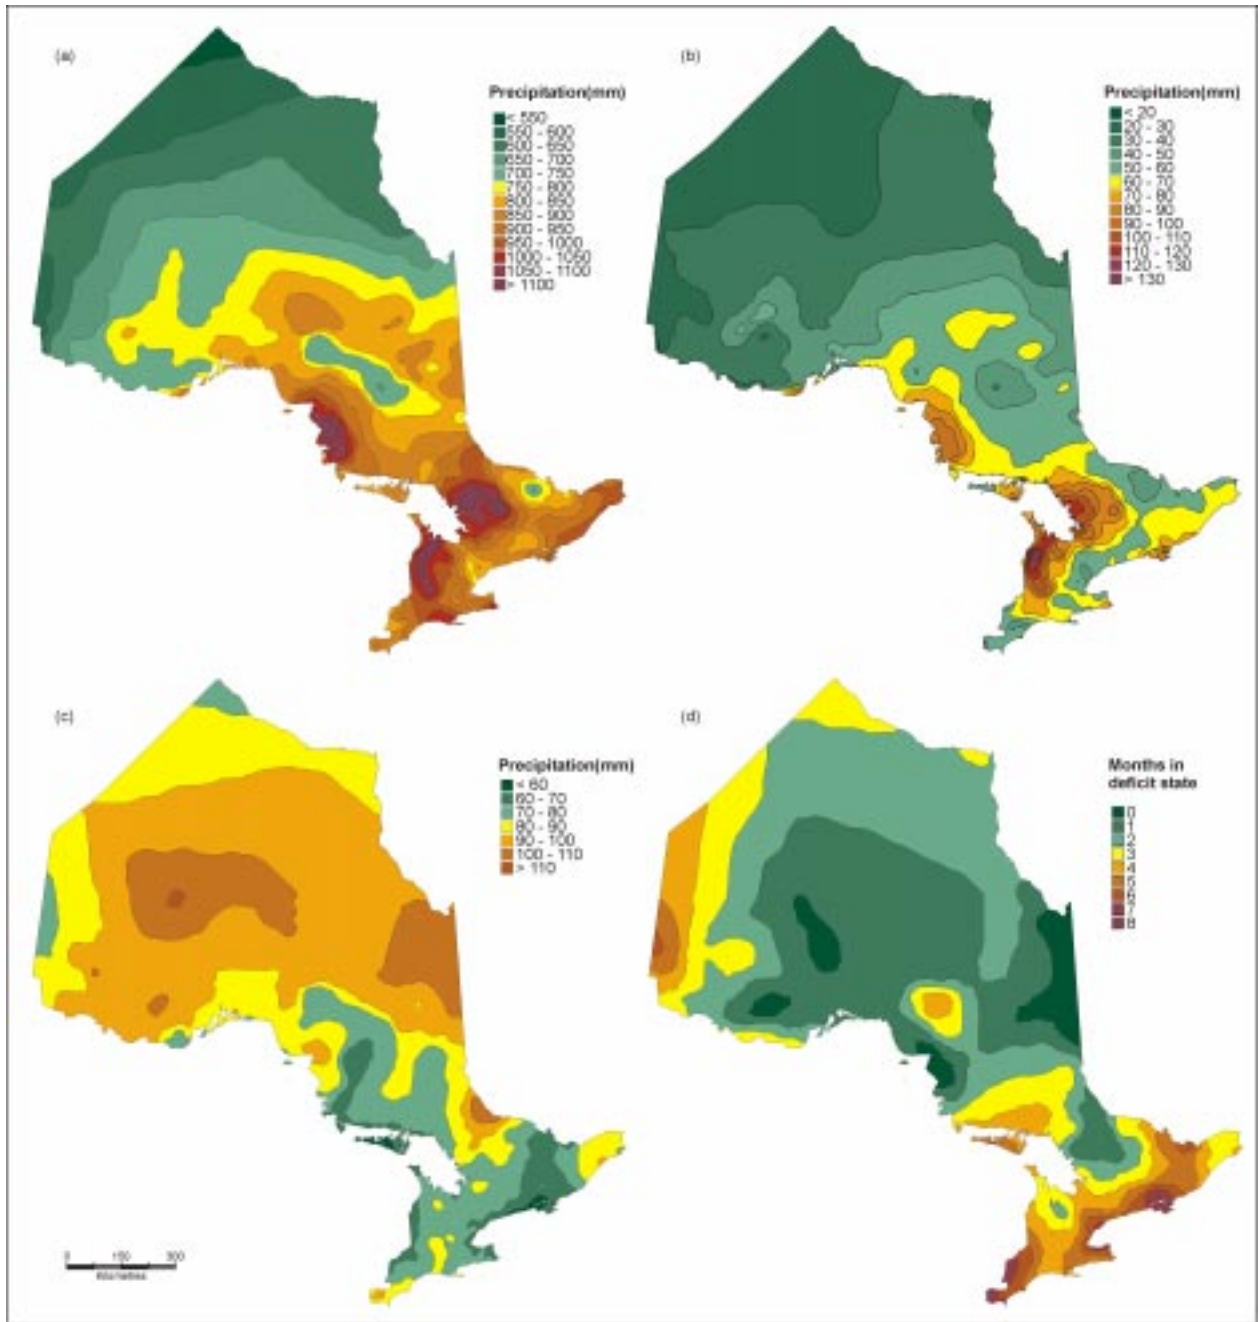 (a)
Precipitation(mm)
< 550
550 - 600
600 - 650
650 - 700
700 - 750
750 - 800
800 - 850
850 - 900
900 - 950
950 - 1000
1000 - 1050
1050 - 1100
> 1100
(b)
Precipitation(mm)
< 20
20 - 30
30 - 40
40 - 50
50 - 60
60 - 70
70 - 80
80 - 90
90 - 100
100 - 110
110 - 120
120 - 130
> 130
(c)
Precipitation(mm)
< 60
60 - 70
70 - 80
80 - 90
90 - 100
100 - 110
> 110
0 150 300
Kilometres
(d)
Months in
deficit state
0
1
2
3
4
5
6
7
8